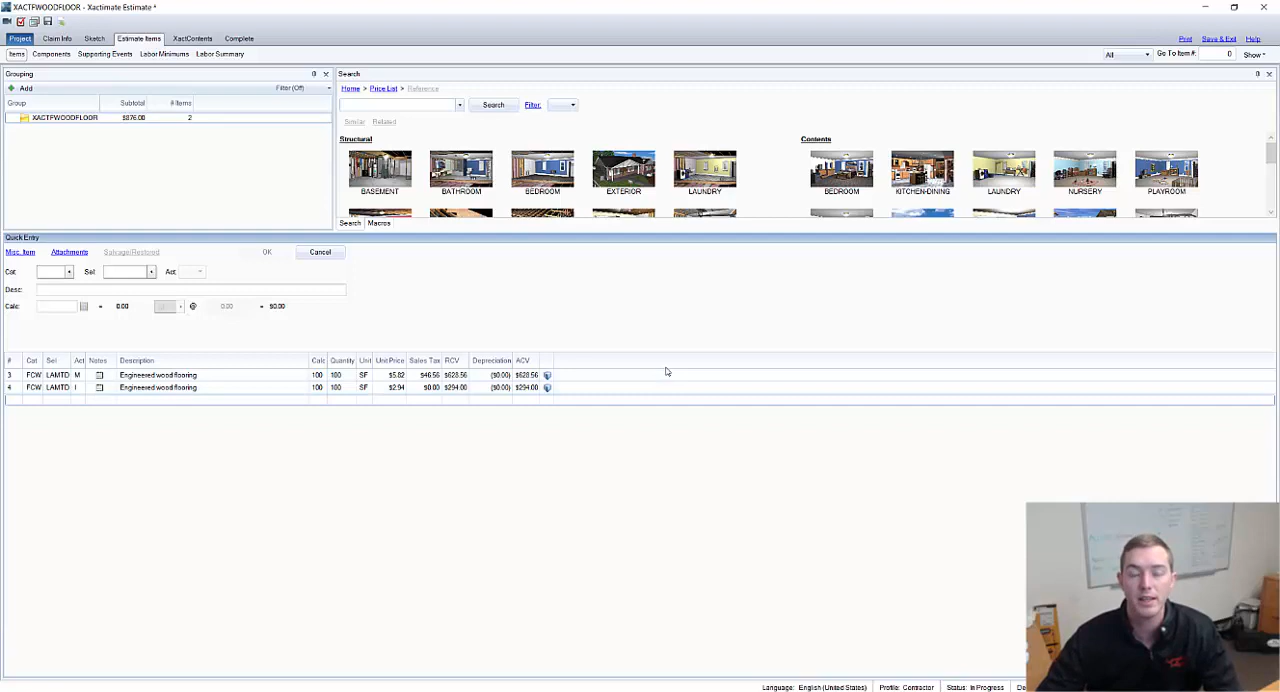 XACTFWOODFLOOR - Xactimate Estimate *
Project Claim Info Sketch Estimate Items XactContents Complete Print Save & Exit Help
Items Components Supporting Events Labor Minimums Labor Summary All Go To Item #: 0 Show
Grouping Search
Add Filter (Off) Home > Price List > Reference
Group Subtotal # Items Search Filter:
XACTFWOODFLOOR $876.00 2 Similar Related
Structural Contents
BASEMENT BATHROOM BEDROOM EXTERIOR LAUNDRY BEDROOM KITCHEN-DINING LAUNDRY NURSERY PLAYROOM
Search Macros
Quick Entry
Misc. Item Attachments Salvage/Restored OK Cancel
Cat: Sel: Act:
Desc:
Calc: = 0.00 @ 0.00 = $0.00
# Cat Sel Act Notes Description Calc Quantity Unit Unit Price Sales Tax RCV Depreciation ACV
3 FCW LAMTD M Engineered wood flooring 100 100 SF $5.82 $46.56 $628.56 ($0.00) $628.56
4 FCW LAMTD I Engineered wood flooring 100 100 SF $2.94 $0.00 $294.00 ($0.00) $294.00
Language: English (United States) Profile: Contractor Status: In Progress De